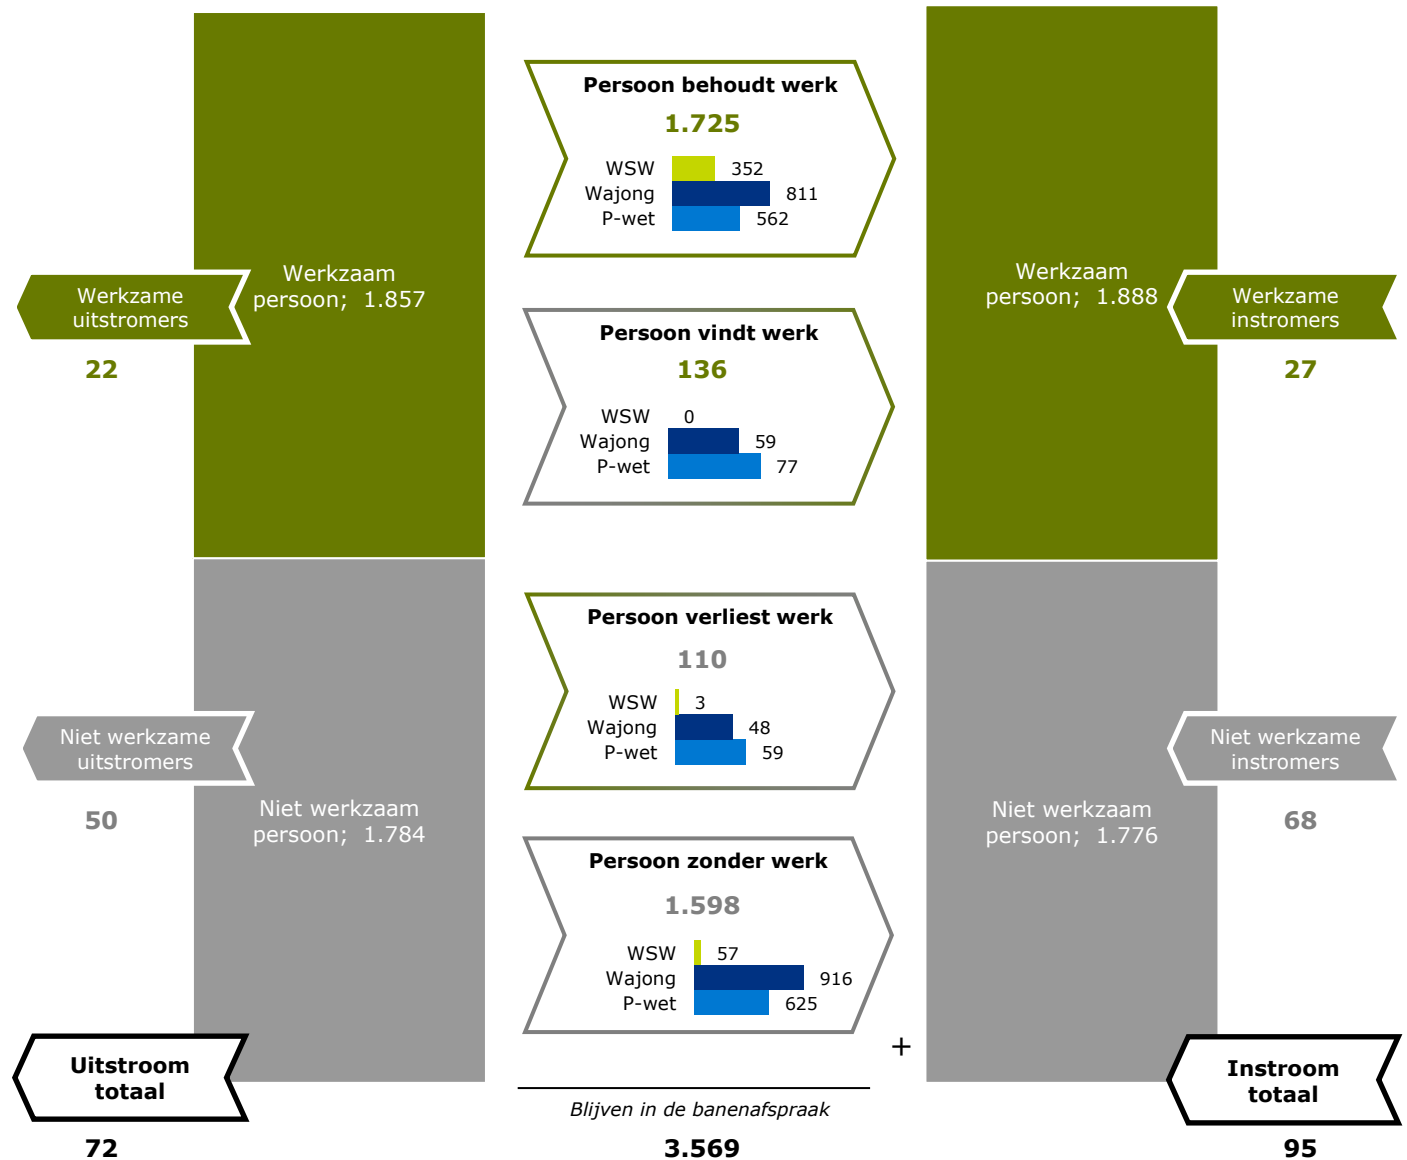 Werkzaam
persoon; 1.857
Werkzame
uitstromers
22
Niet werkzame
uitstromers
50
Niet werkzaam
persoon; 1.784
Uitstroom
totaal
72
Persoon behoudt werk
1.725
WSW 352
Wajong 811
P-wet 562
Persoon vindt werk
136
WSW 0
Wajong 59
P-wet 77
Persoon verliest werk
110
WSW 3
Wajong 48
P-wet 59
Persoon zonder werk
1.598
WSW 57
Wajong 916
P-wet 625
+
Blijven in de banenafspraak
3.569
Werkzaam
persoon; 1.888
Werkzame
instromers
27
Niet werkzame
instromers
68
Niet werkzaam
persoon; 1.776
Instroom
totaal
95